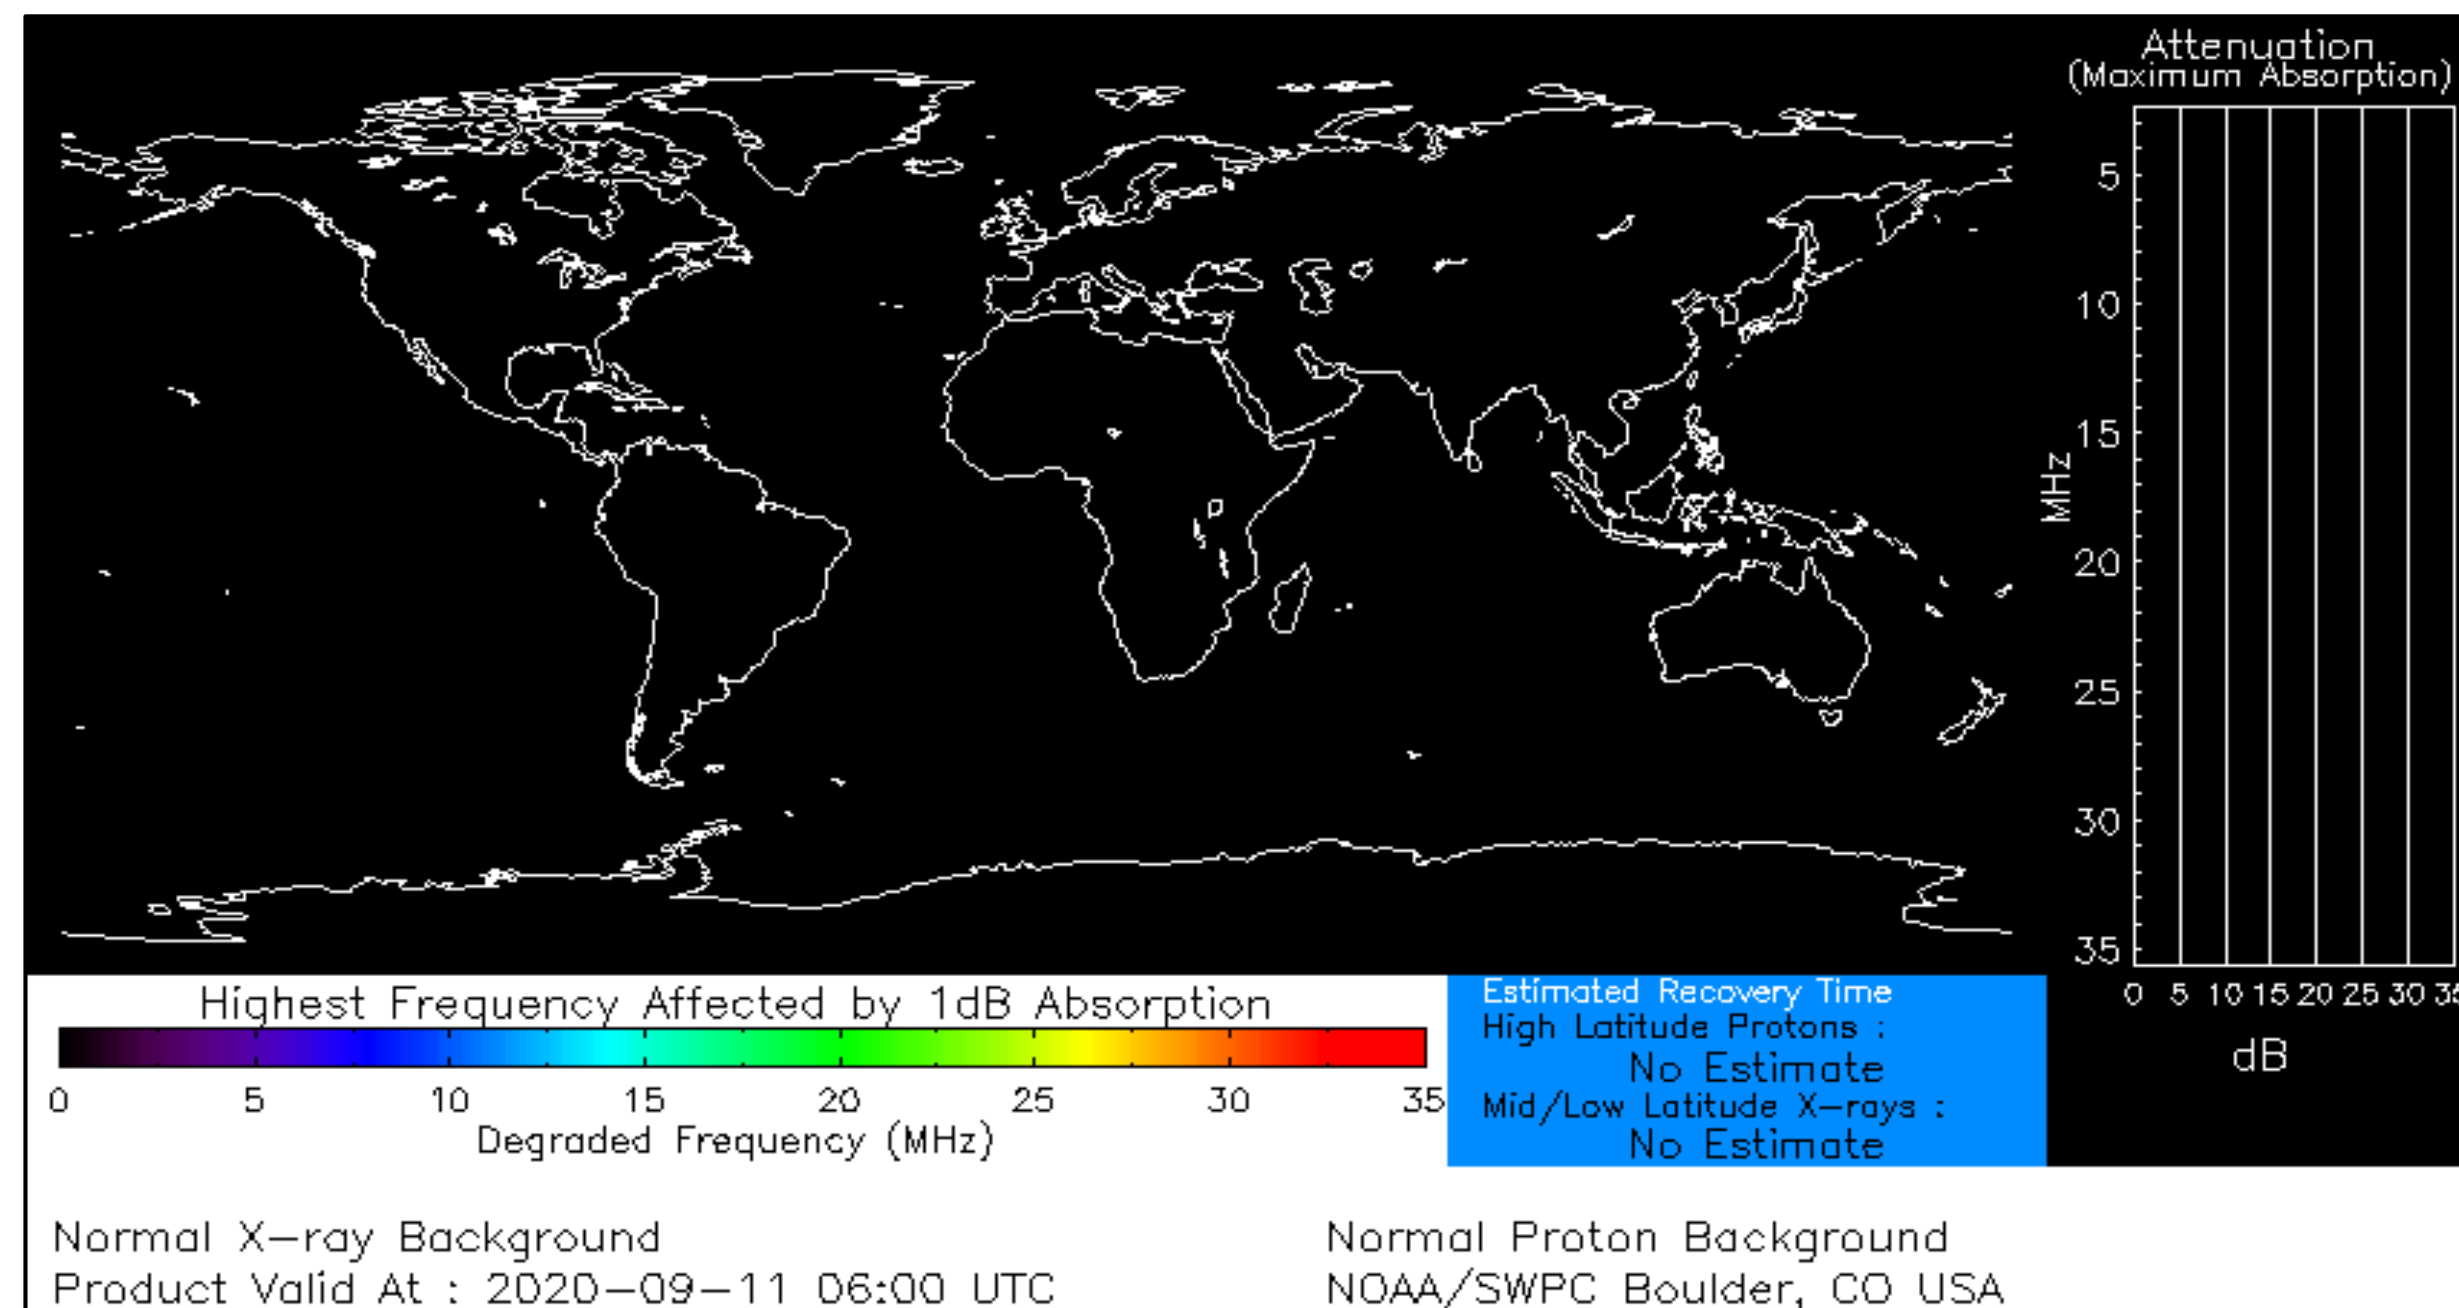 Attenuation
(Maximum Absorption)
5
10
15
20
25
30
35
MHz
0 5 10 15 20 25 30
dB
Highest Frequency Affected by 1dB Absorption
0 5 10 15 20 25 30 35
Degraded Frequency (MHz)
Estimated Recovery Time
High Latitude Protons :
No Estimate
Mid/Low Latitude X-rays :
No Estimate
Normal X-ray Background
Normal Proton Background
Product Valid At : 2020-09-11 06:00 UTC
NOAA/SWPC Boulder, CO USA